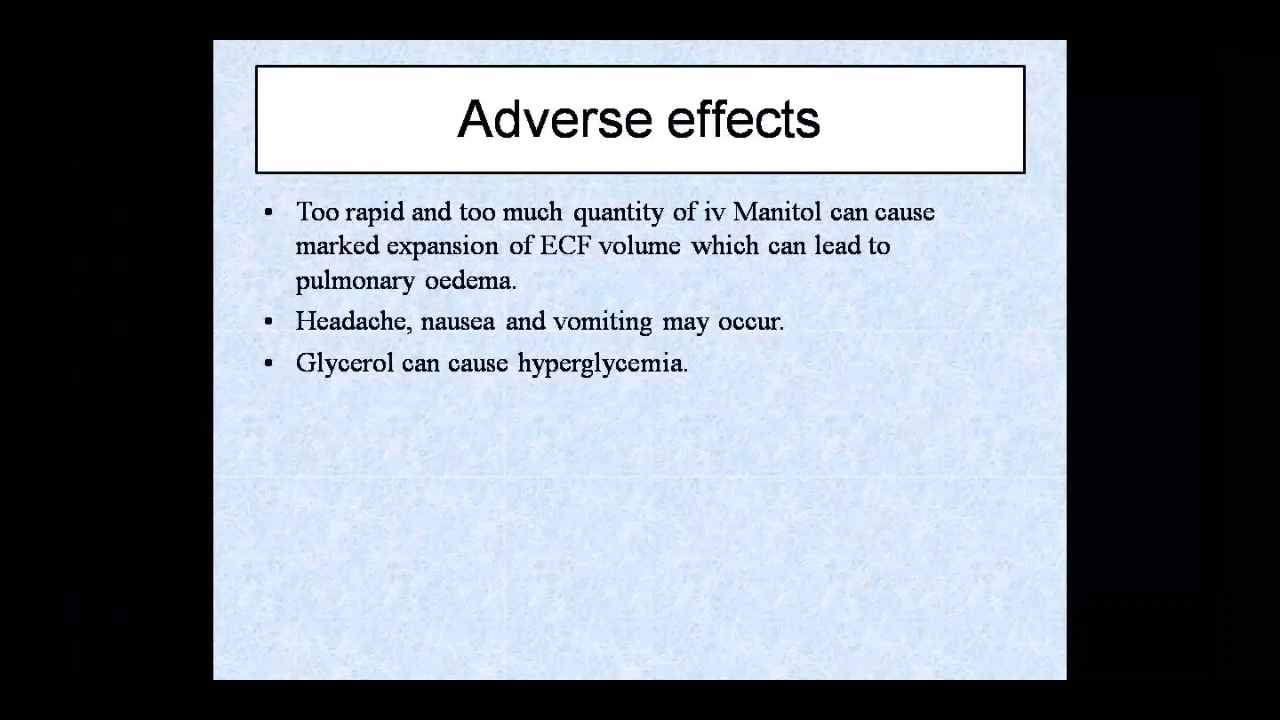 Adverse effects
• Too rapid and too much quantity of iv Manitol can cause
marked expansion of ECF volume which can lead to
pulmonary oedema.
• Headache, nausea and vomiting may occur.
• Glycerol can cause hyperglycemia.